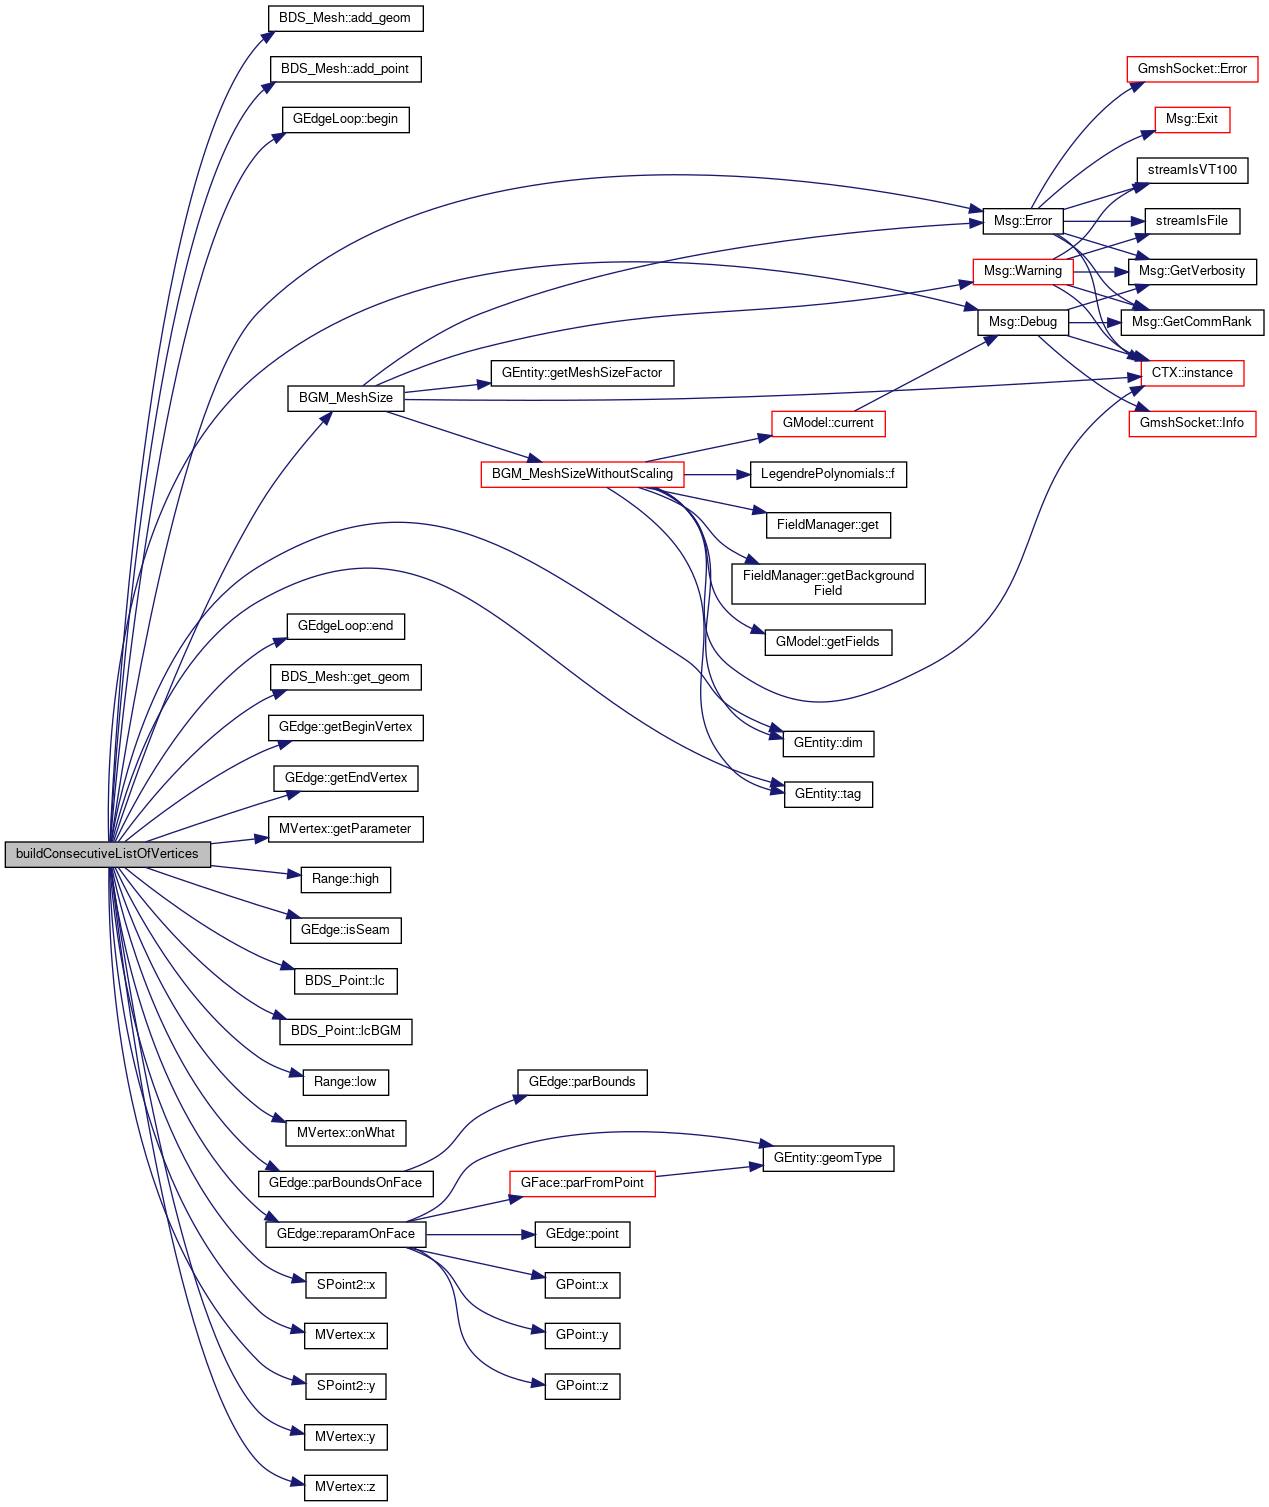 BDS_Mesh::add_geom
BDS_Mesh::add_point
GEdgeLoop::begin
GmshSocket::Error
Msg::Exit
streamIsVT100
Msg::Error
streamIsFile
Msg::Warning
Msg::GetVerbosity
Msg::Debug
Msg::GetCommRank
GEntity::getMeshSizeFactor
CTX::instance
BGM_MeshSize
GModel::current
GmshSocket::Info
BGM_MeshSizeWithoutScaling
LegendrePolynomials::f
FieldManager::get
FieldManager::getBackground
Field
GEdgeLoop::end
GModel::getFields
BDS_Mesh::get_geom
GEdge::getBeginVertex
GEntity::dim
GEdge::getEndVertex
GEntity::tag
MVertex::getParameter
buildConsecutiveListOfVertices
Range::high
GEdge::isSeam
BDS_Point::lc
BDS_Point::lcBGM
Range::low
GEdge::parBounds
MVertex::onWhat
GEntity::geomType
GEdge::parBoundsOnFace
GFace::parFromPoint
GEdge::reparamOnFace
GEdge::point
SPoint2::x
GPoint::x
MVertex::x
GPoint::y
SPoint2::y
GPoint::z
MVertex::y
MVertex::z